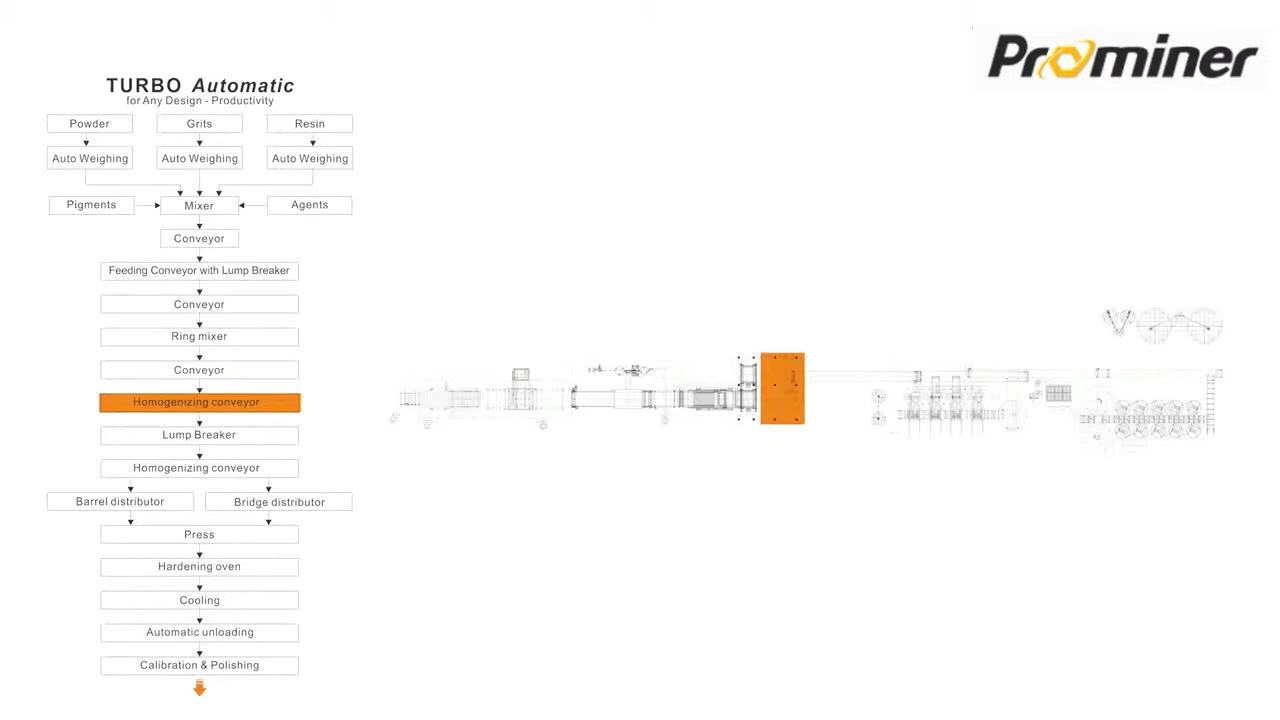 Prominer
TURBO Automatic
for Any Design - Productivity
Powder
Grits
Resin
Auto Weighing
Auto Weighing
Auto Weighing
Pigments
Mixer
Agents
Conveyor
Feeding Conveyor with Lump Breaker
Conveyor
Ring mixer
Conveyor
Homogenizing conveyor
Lump Breaker
Homogenizing conveyor
Barrel distributor
Bridge distributor
Press
Hardening oven
Cooling
Automatic unloading
Calibration & Polishing